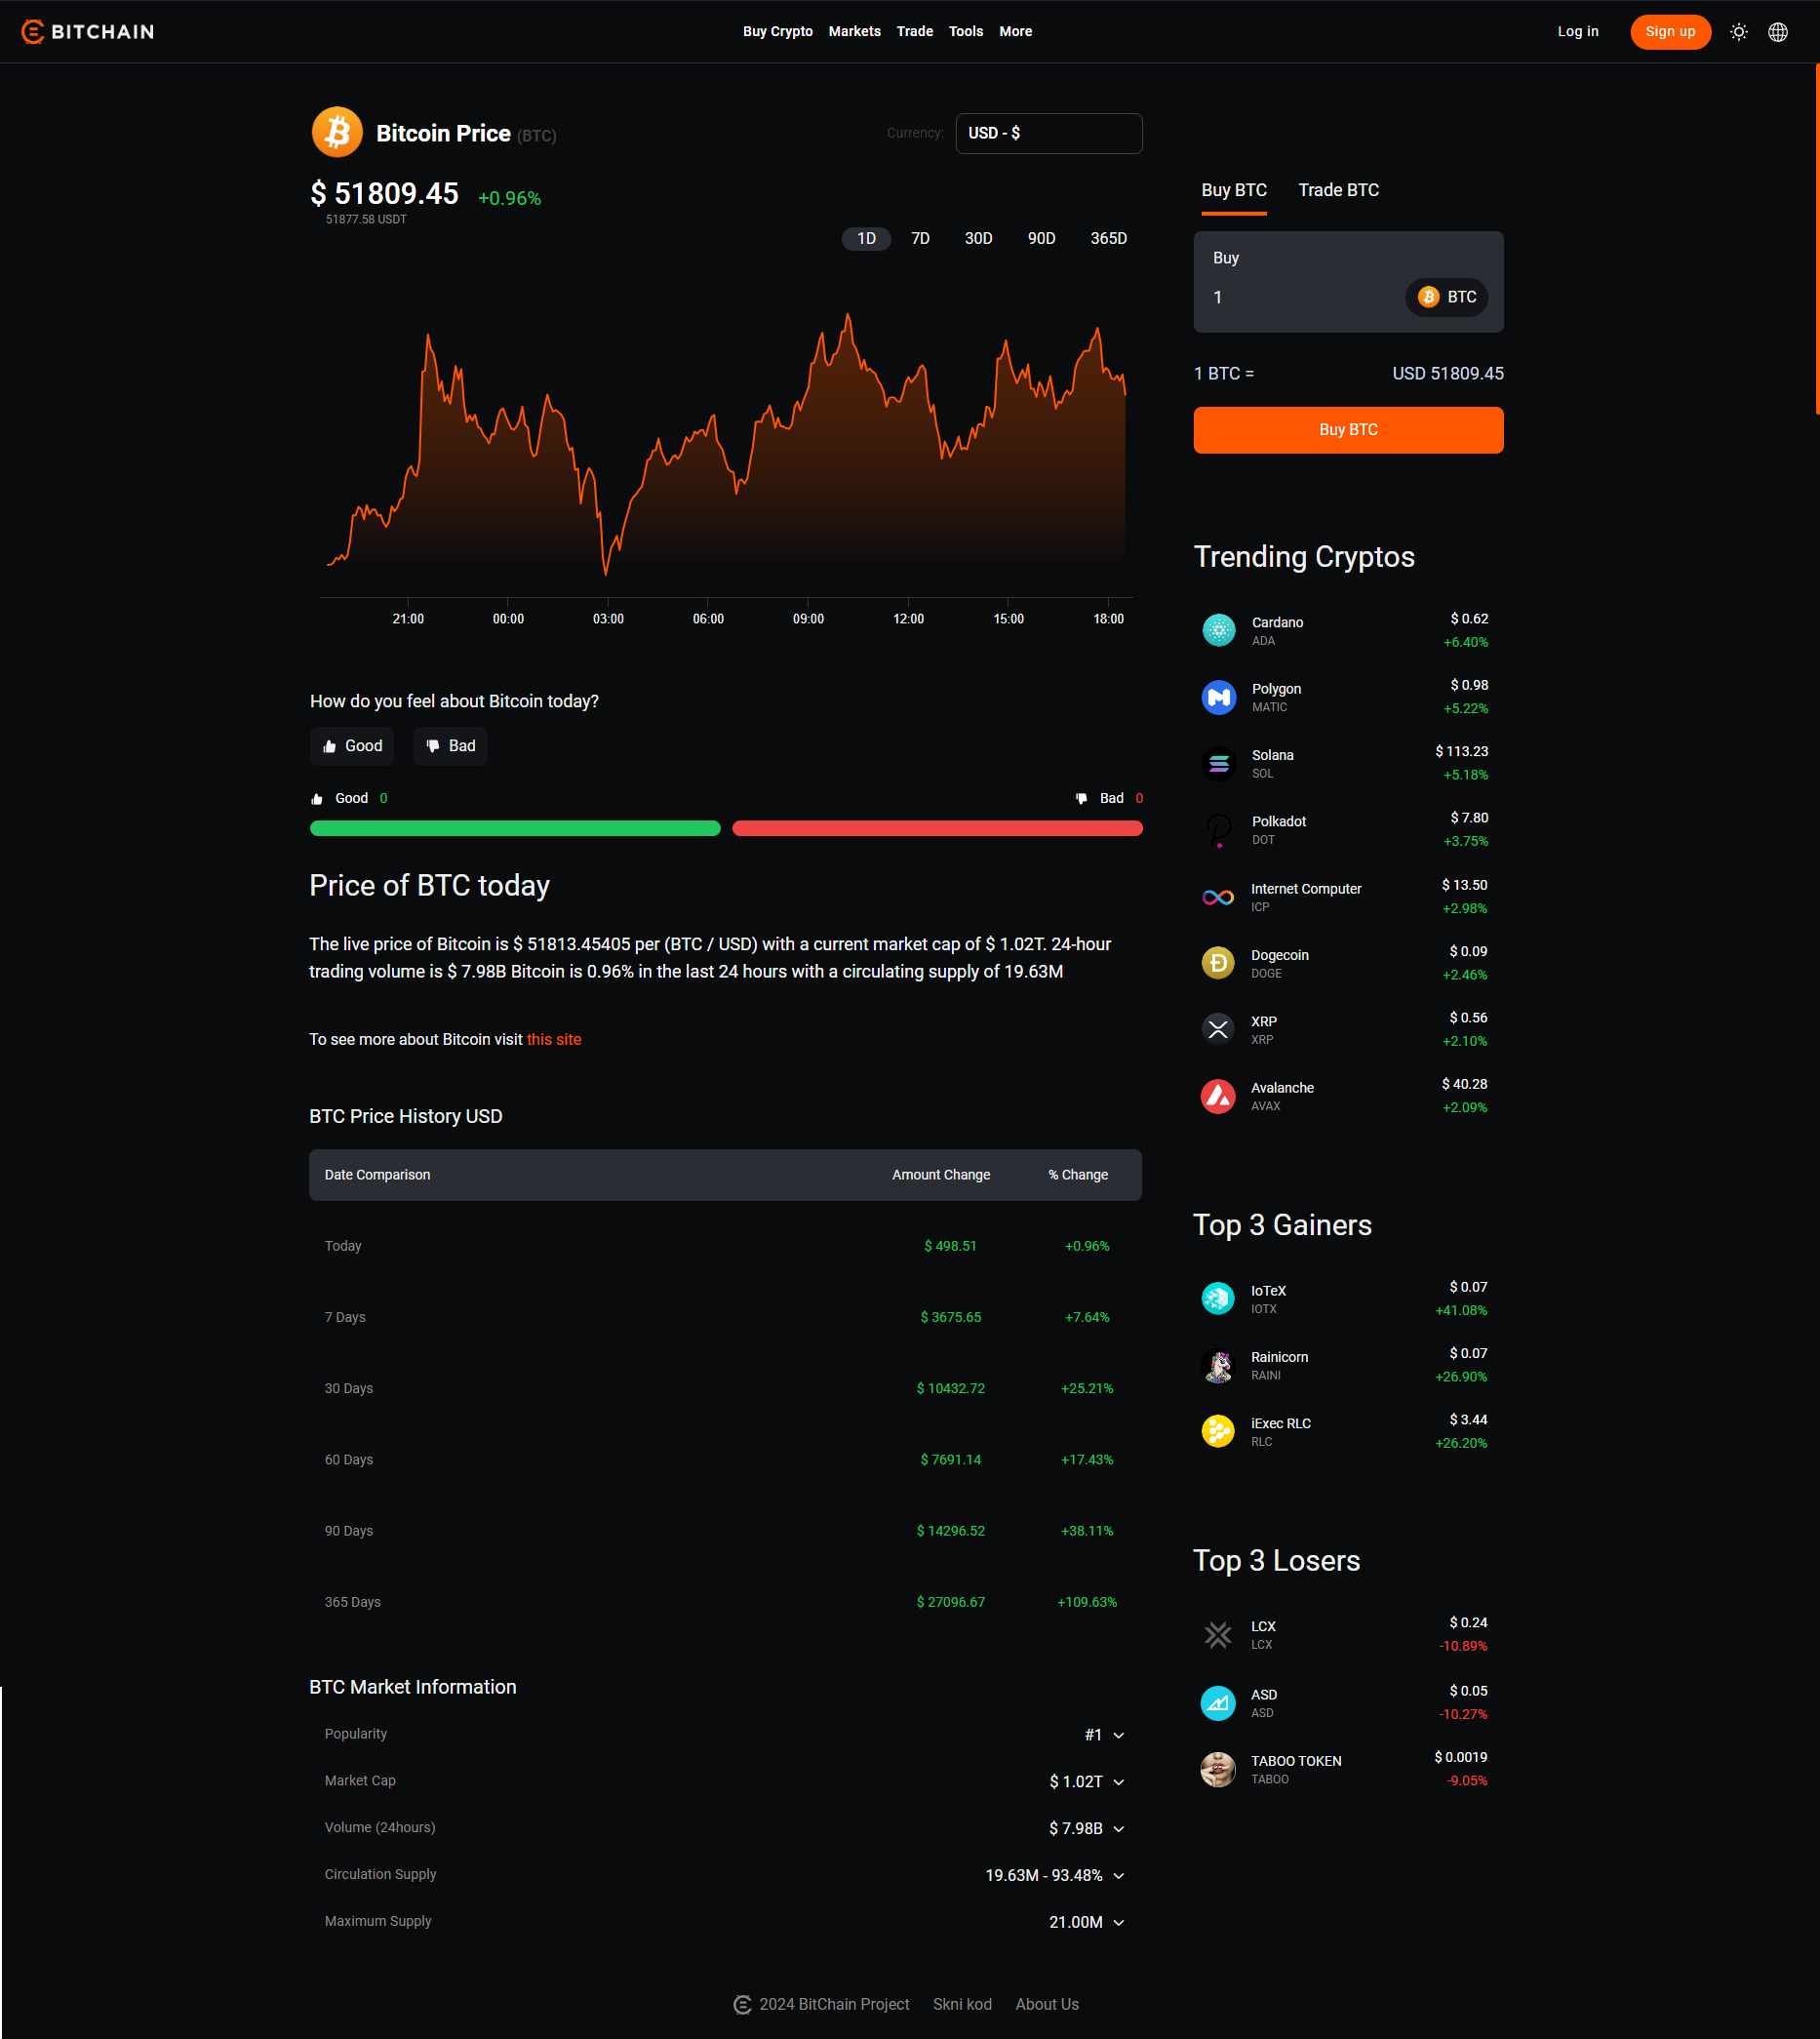 BITCHAIN
Buy Crypto Markets Trade Tools More
Log in Sign up
Bitcoin Price (BTC)
Currency: USD - $
$ 51809.45 +0.96%
51877.58 USDT
1D 7D 30D 90D 365D
21:00 00:00 03:00 06:00 09:00 12:00 15:00 18:00
How do you feel about Bitcoin today?
Good Bad
Good 0 Bad 0
Price of BTC today
The live price of Bitcoin is $ 51813.45405 per (BTC / USD) with a current market cap of $ 1.02T. 24-hour
trading volume is $ 7.98B Bitcoin is 0.96% in the last 24 hours with a circulating supply of 19.63M
To see more about Bitcoin visit this site
BTC Price History USD
Date Comparison Amount Change % Change
Today $ 498.51 +0.96%
7 Days $ 3675.65 +7.64%
30 Days $ 10432.72 +25.21%
60 Days $ 7691.14 +17.43%
90 Days $ 14296.52 +38.11%
365 Days $ 27096.67 +109.63%
BTC Market Information
Popularity #1
Market Cap $ 1.02T
Volume (24hours) $ 7.98B
Circulation Supply 19.63M - 93.48%
Maximum Supply 21.00M
Buy BTC Trade BTC
Buy
1 BTC
1 BTC = USD 51809.45
Buy BTC
Trending Cryptos
Cardano $ 0.62
ADA +6.40%
Polygon $ 0.98
MATIC +5.22%
Solana $ 113.23
SOL +5.18%
Polkadot $ 7.80
DOT +3.75%
Internet Computer $ 13.50
ICP +2.98%
Dogecoin $ 0.09
DOGE +2.46%
XRP $ 0.56
XRP +2.10%
Avalanche $ 40.28
AVAX +2.09%
Top 3 Gainers
IoTeX $ 0.07
IOTX +41.08%
Rainicorn $ 0.07
RAINI +26.90%
iExec RLC $ 3.44
RLC +26.20%
Top 3 Losers
LCX $ 0.24
LCX -10.89%
ASD $ 0.05
ASD -10.27%
TABOO TOKEN $ 0.0019
TABOO -9.05%
2024 BitChain Project Skni kod About Us